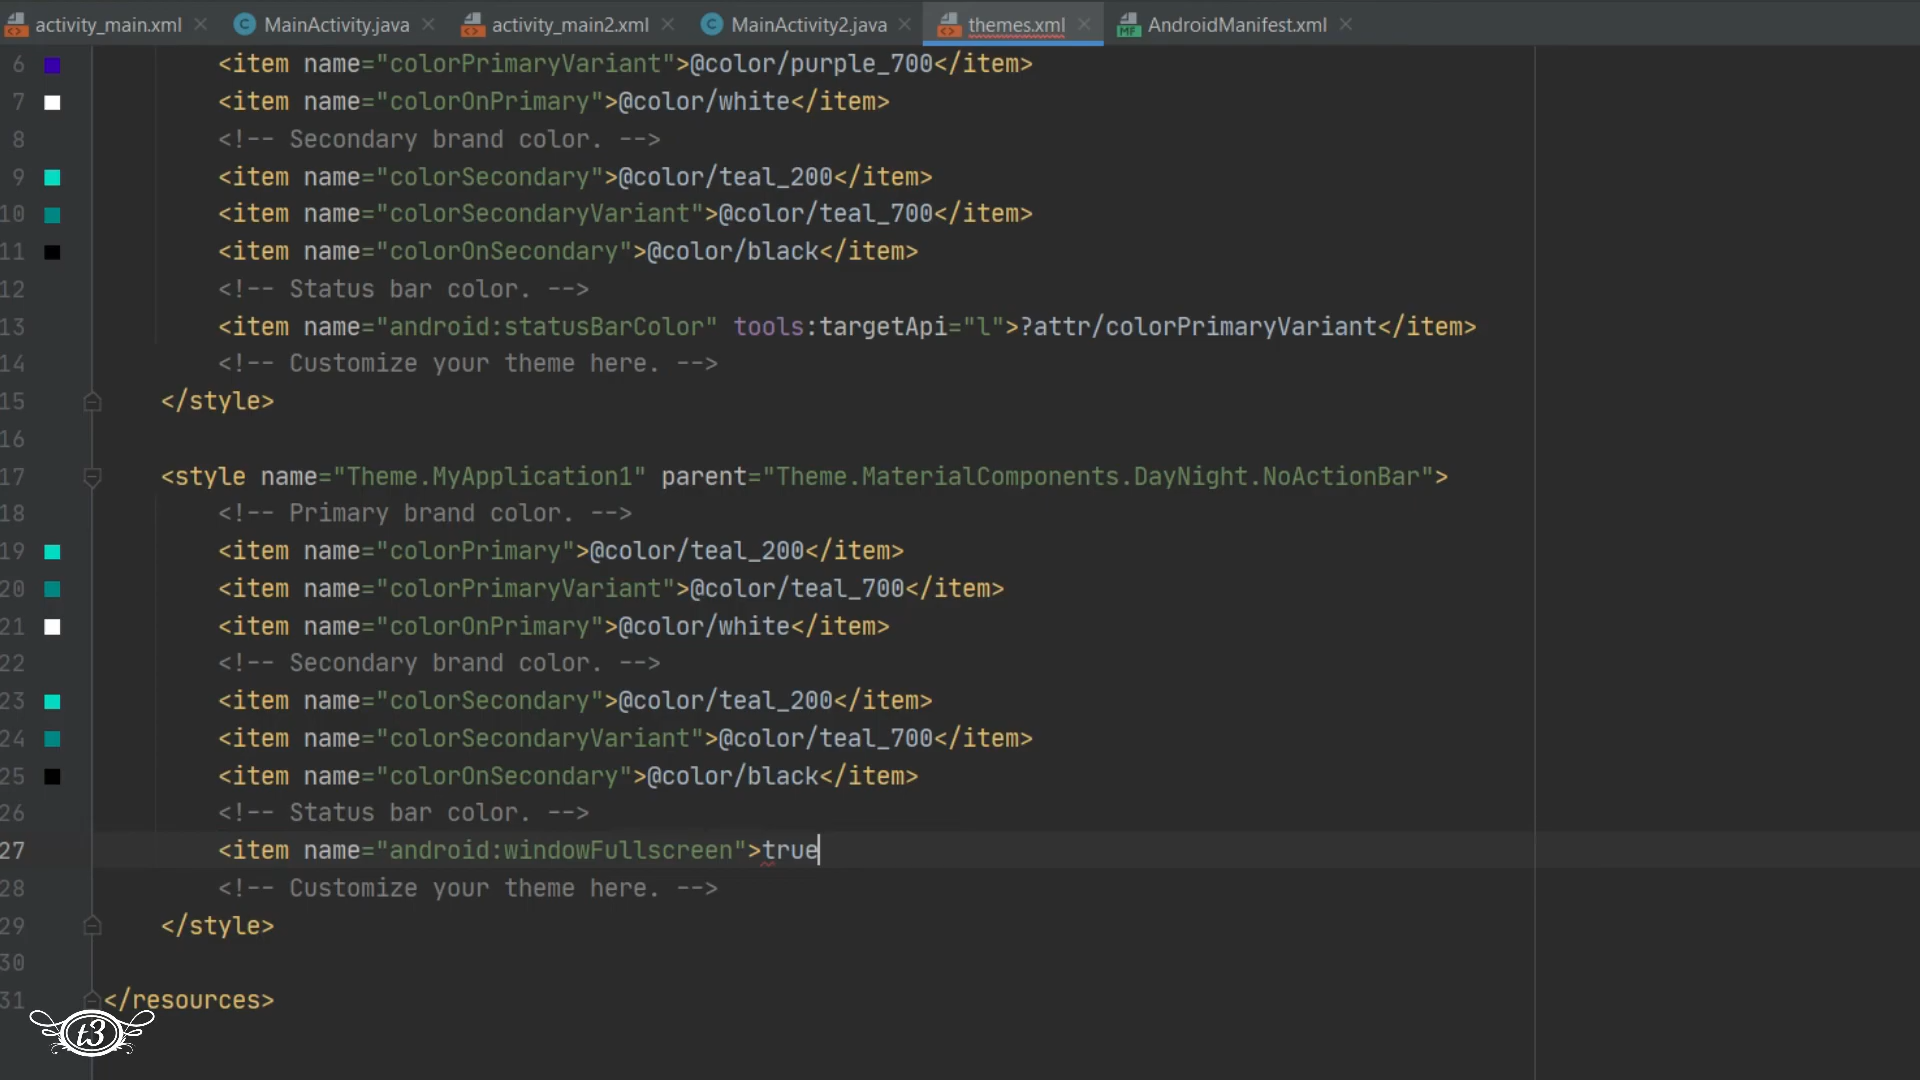 activity_main.xml MainActivity.java activity_main2.xml MainActivity2.java themes.xml AndroidManifest.xml
6 <item name="colorPrimaryVariant">@color/purple_700</item>
7 <item name="colorOnPrimary">@color/white</item>
8 <!-- Secondary brand color. -->
9 <item name="colorSecondary">@color/teal_200</item>
10 <item name="colorSecondaryVariant">@color/teal_700</item>
11 <item name="colorOnSecondary">@color/black</item>
12 <!-- Status bar color. -->
13 <item name="android:statusBarColor" tools:targetApi="l">?attr/colorPrimaryVariant</item>
14 <!-- Customize your theme here. -->
15 </style>
16
17 <style name="Theme.MyApplication1" parent="Theme.MaterialComponents.DayNight.NoActionBar">
18 <!-- Primary brand color. -->
19 <item name="colorPrimary">@color/teal_200</item>
20 <item name="colorPrimaryVariant">@color/teal_700</item>
21 <item name="colorOnPrimary">@color/white</item>
22 <!-- Secondary brand color. -->
23 <item name="colorSecondary">@color/teal_200</item>
24 <item name="colorSecondaryVariant">@color/teal_700</item>
25 <item name="colorOnSecondary">@color/black</item>
26 <!-- Status bar color. -->
27 <item name="android:windowFullscreen">true
28 <!-- Customize your theme here. -->
29 </style>
30
31 </resources>
t3